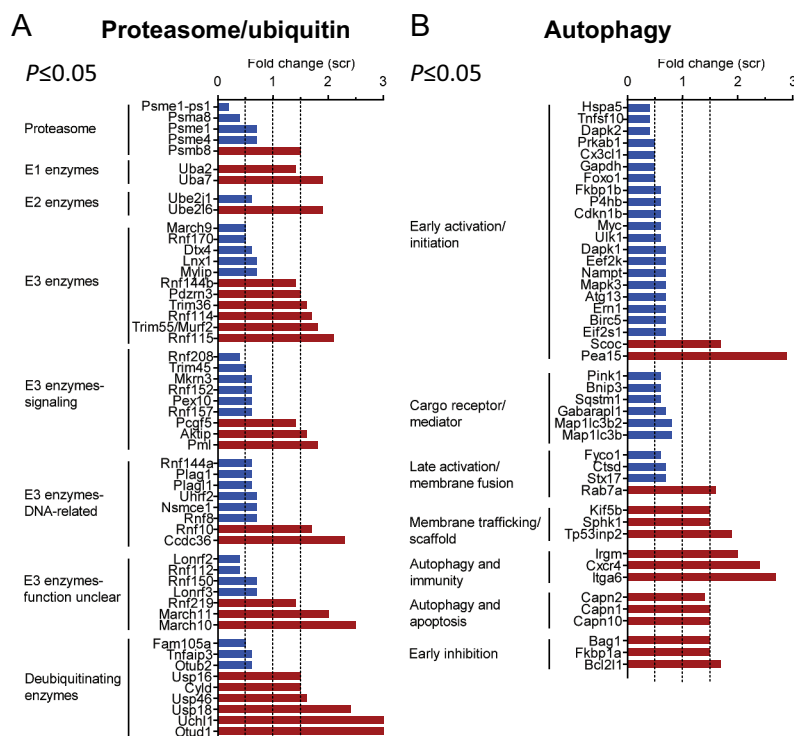 A
Proteasome/ubiquitin
P≤0.05
Fold change (scr)
0 1 2 3
Proteasome
Psme1-ps1
Psma8
Psme1
Psme4
Psmb8
E1 enzymes
Uba2
Uba7
E2 enzymes
Ube2j1
Ube2l6
E3 enzymes
March9
Rnf170
Dtx4
Lnx1
Mylip
Rnf144b
Pdzrn3
Trim36
Rnf114
Trim55/Murf2
Rnf115
E3 enzymes-
signaling
Rnf208
Trim45
Mkrn3
Rnf152
Pex10
Rnf157
Pcgf5
Aktip
Pml
E3 enzymes-
DNA-related
Rnf144a
Plag1
Plagl1
Uhrf2
Nsmce1
Rnf8
Rnf10
Ccdc36
E3 enzymes-
function unclear
Lonrf2
Rnf112
Rnf150
Lonrf3
Rnf219
March11
March10
Deubiquitinating
enzymes
Fam105a
Tnfaip3
Otub2
Usp16
Cyld
Usp46
Usp18
Uchl1
Otud1
B
Autophagy
P≤0.05
Fold change (scr)
0 1 2 3
Early activation/
initiation
Hspa5
Tnfsf10
Dapk2
Prkab1
Cx3cl1
Gapdh
Foxo1
Fkbp1b
P4hb
Cdkn1b
Myc
Ulk1
Dapk1
Eef2k
Nampt
Mapk3
Atg13
Ern1
Birc5
Eif2s1
Scoc
Pea15
Cargo receptor/
mediator
Pink1
Bnip3
Sqstm1
Gabarapl1
Map1lc3b2
Map1lc3b
Late activation/
membrane fusion
Fyco1
Ctsd
Stx17
Rab7a
Membrane trafficking/
scaffold
Kif5b
Sphk1
Tp53inp2
Autophagy and
immunity
Irgm
Cxcr4
Itga6
Autophagy and
apoptosis
Capn2
Capn1
Capn10
Early inhibition
Bag1
Fkbp1a
Bcl2l1